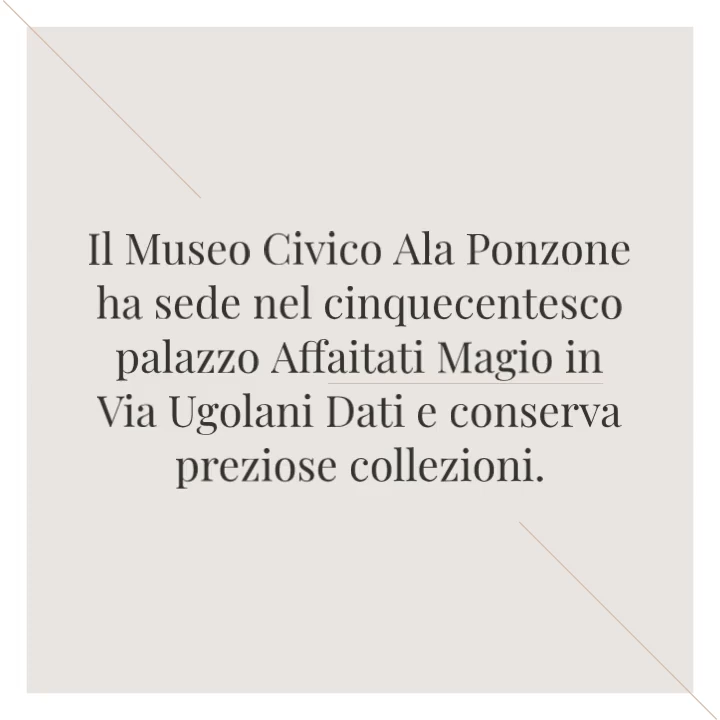 Il Museo Civico Ala Ponzone
ha sede nel cinquecentesco
palazzo Affaitati Magio in
Via Ugolani Dati e conserva
preziose collezioni.